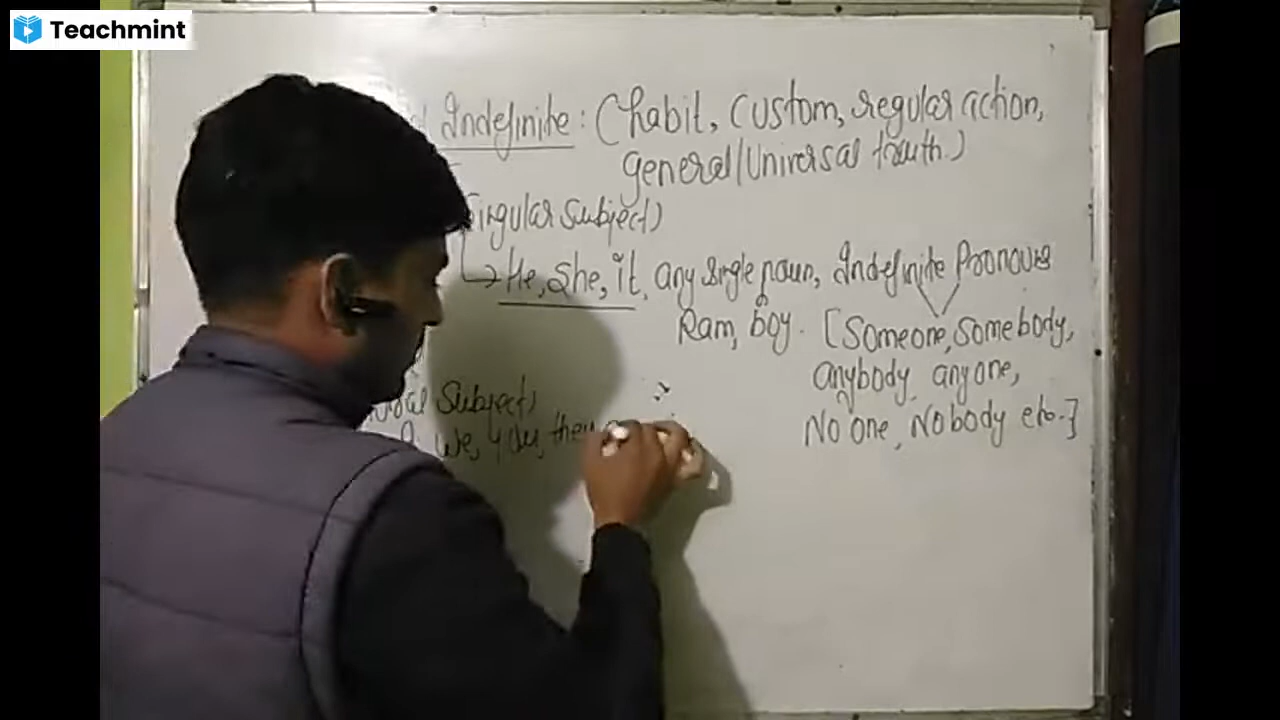 Teachmint
Indefinite: (habit, custom, regular action,
general/Universal truth.)
Singular Subject)
He, She, it, any single noun, Indefinite Pronouns
Ram, boy. [Someone, somebody,
anybody, anyone,
No one, Nobody etc.]
Subject)
We, you, they